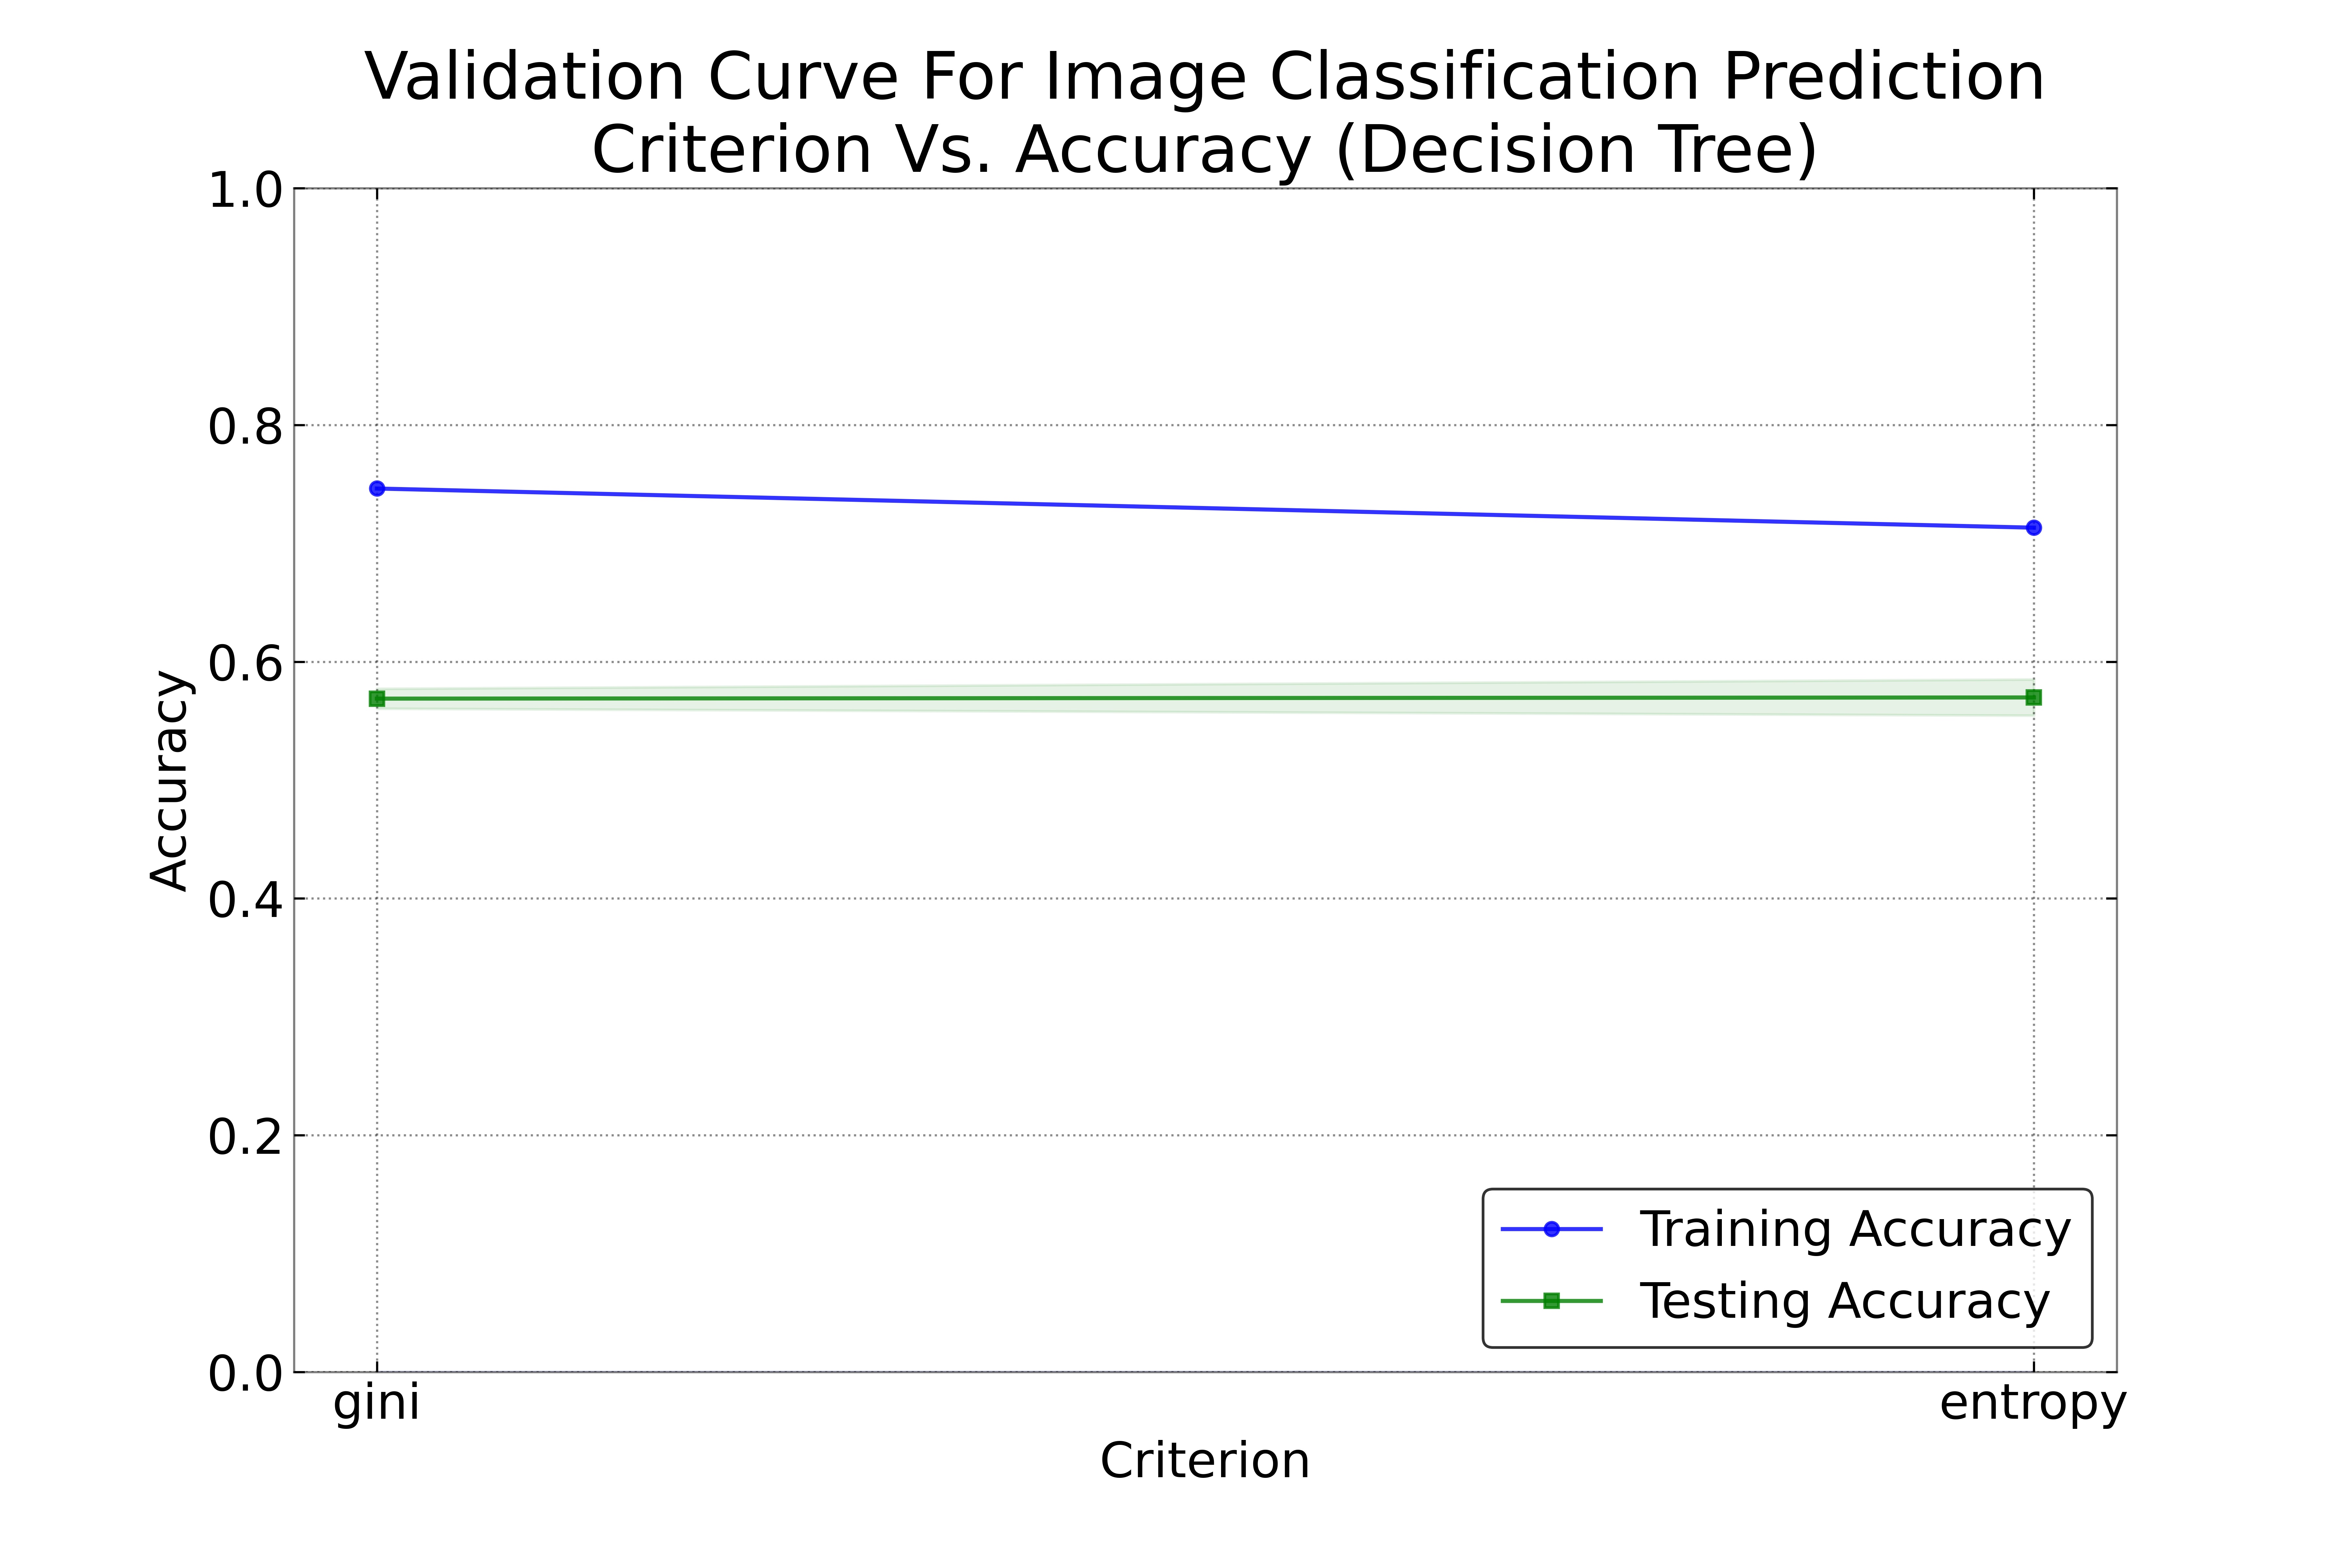 Validation Curve For Image Classification Prediction
Criterion Vs. Accuracy (Decision Tree)
1.0
0.8
0.6
0.4
0.2
0.0
Accuracy
gini
entropy
Criterion
Training Accuracy
Testing Accuracy